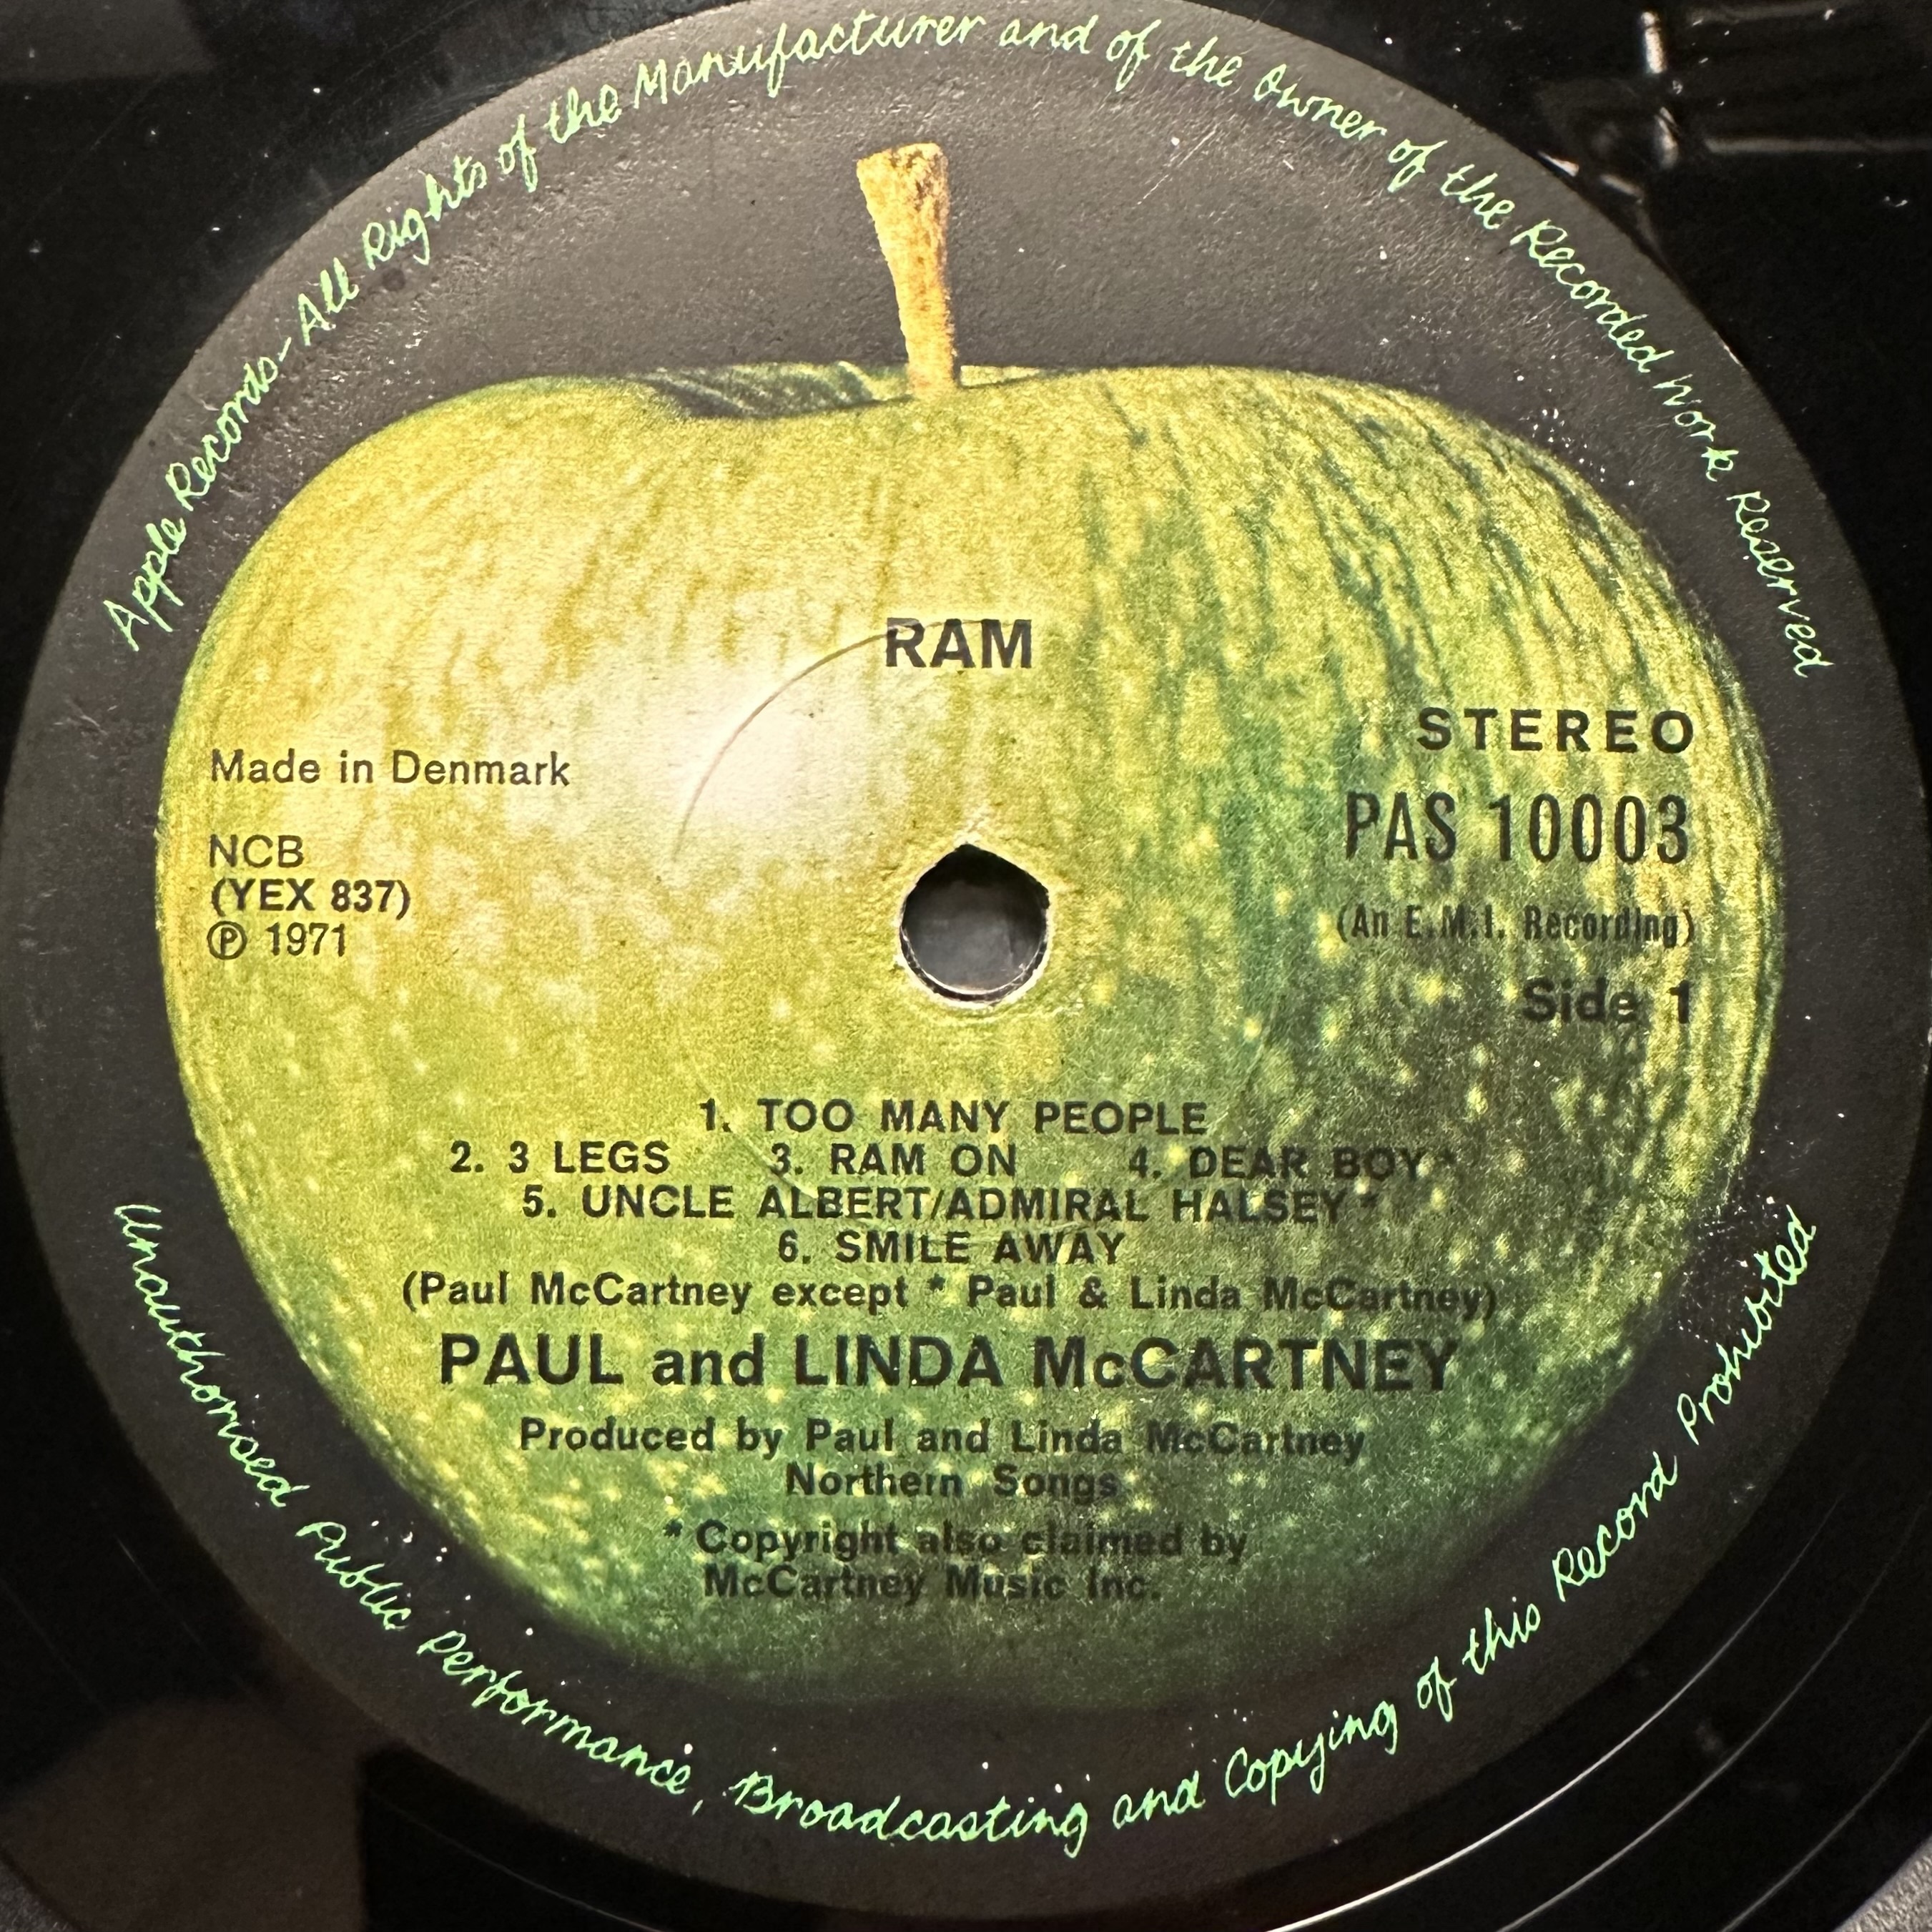 Apple Records - All Rights of the Manufacturer and of the Owner of the Recorded Work Reserved
RAM
Made in Denmark
NCB
(YEX 837)
℗ 1971
STEREO
PAS 10003
(An E.M.I. Recording)
Side 1
1. TOO MANY PEOPLE
2. 3 LEGS 3. RAM ON 4. DEAR BOY*
5. UNCLE ALBERT/ADMIRAL HALSEY*
6. SMILE AWAY
(Paul McCartney except * Paul & Linda McCartney)
PAUL and LINDA McCARTNEY
Produced by Paul and Linda McCartney
Northern Songs
* Copyright also claimed by
McCartney Music Inc.
Unauthorised Public Performance, Broadcasting and Copying of this Record Prohibited